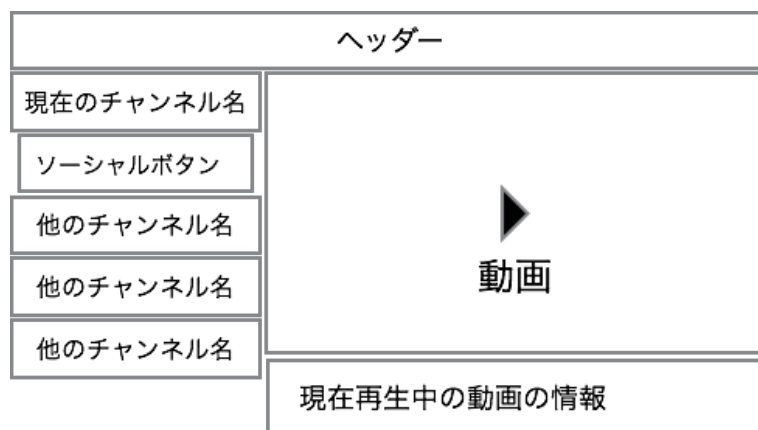 ヘッダー
現在のチャンネル名
ソーシャルボタン
他のチャンネル名
他のチャンネル名
他のチャンネル名
動画
現在再生中の動画の情報